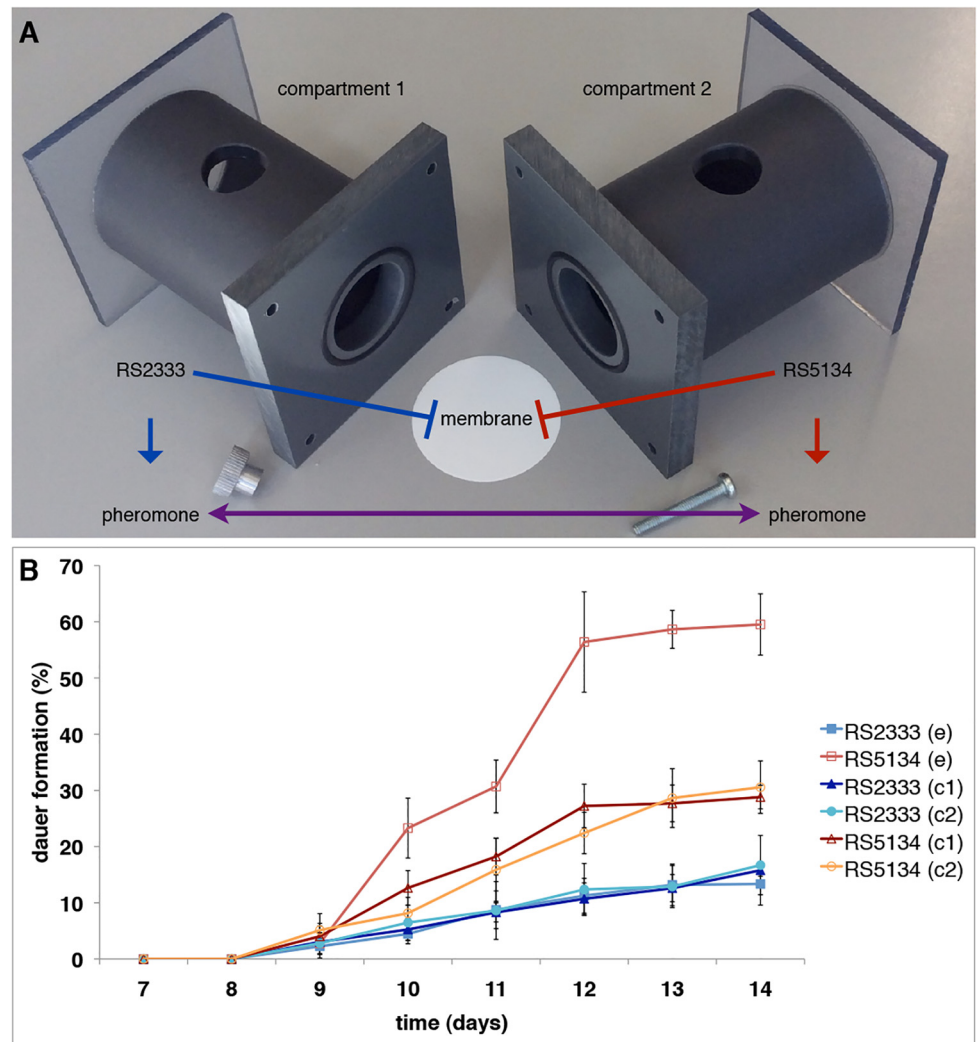 A
compartment 1
compartment 2
RS2333
RS5134
membrane
pheromone
pheromone
B
70
60
50
40
30
20
10
0
dauer formation (%)
7 8 9 10 11 12 13 14
time (days)
RS2333 (e)
RS5134 (e)
RS2333 (c1)
RS2333 (c2)
RS5134 (c1)
RS5134 (c2)